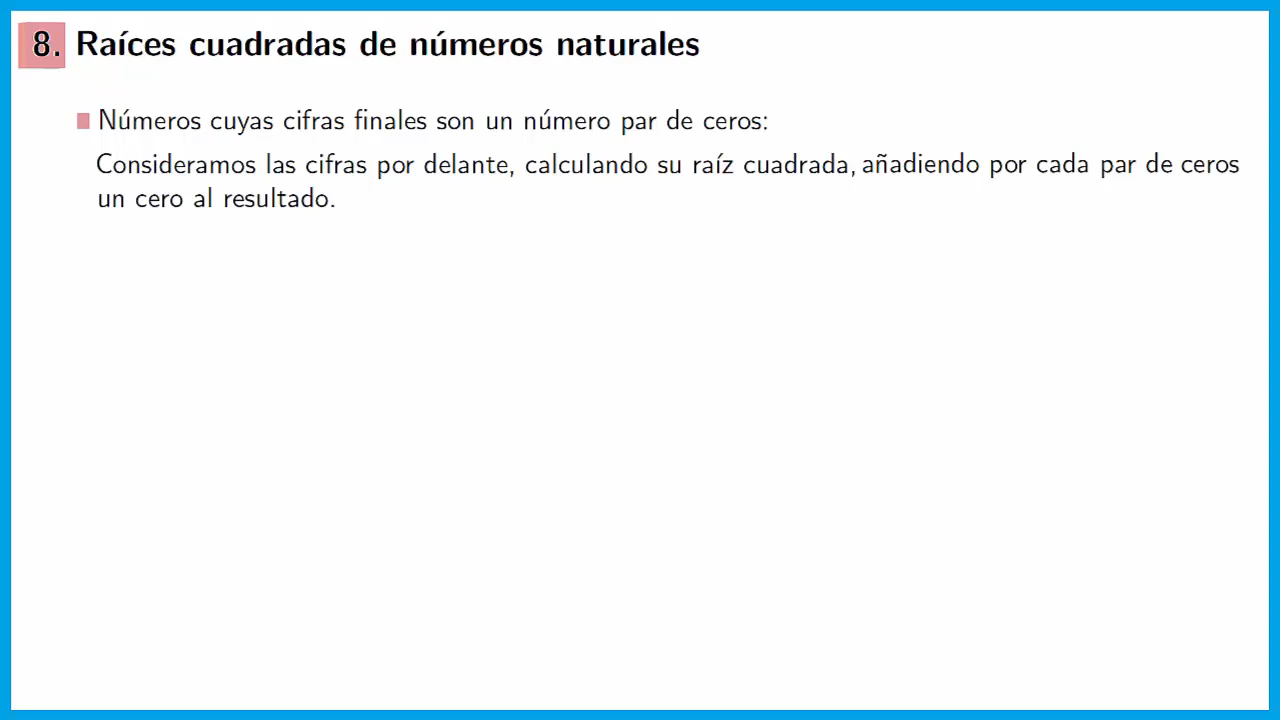 8. Raíces cuadradas de números naturales
Números cuyas cifras finales son un número par de ceros:
Consideramos las cifras por delante, calculando su raíz cuadrada, añadiendo por cada par de ceros
un cero al resultado.